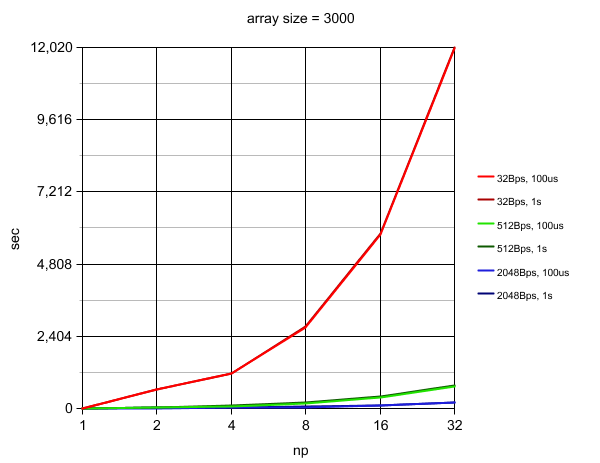 array size = 3000
12,020
9,616
7,212
4,808
2,404
0
sec
1 2 4 8 16 32
np
32Bps, 100us
32Bps, 1s
512Bps, 100us
512Bps, 1s
2048Bps, 100us
2048Bps, 1s